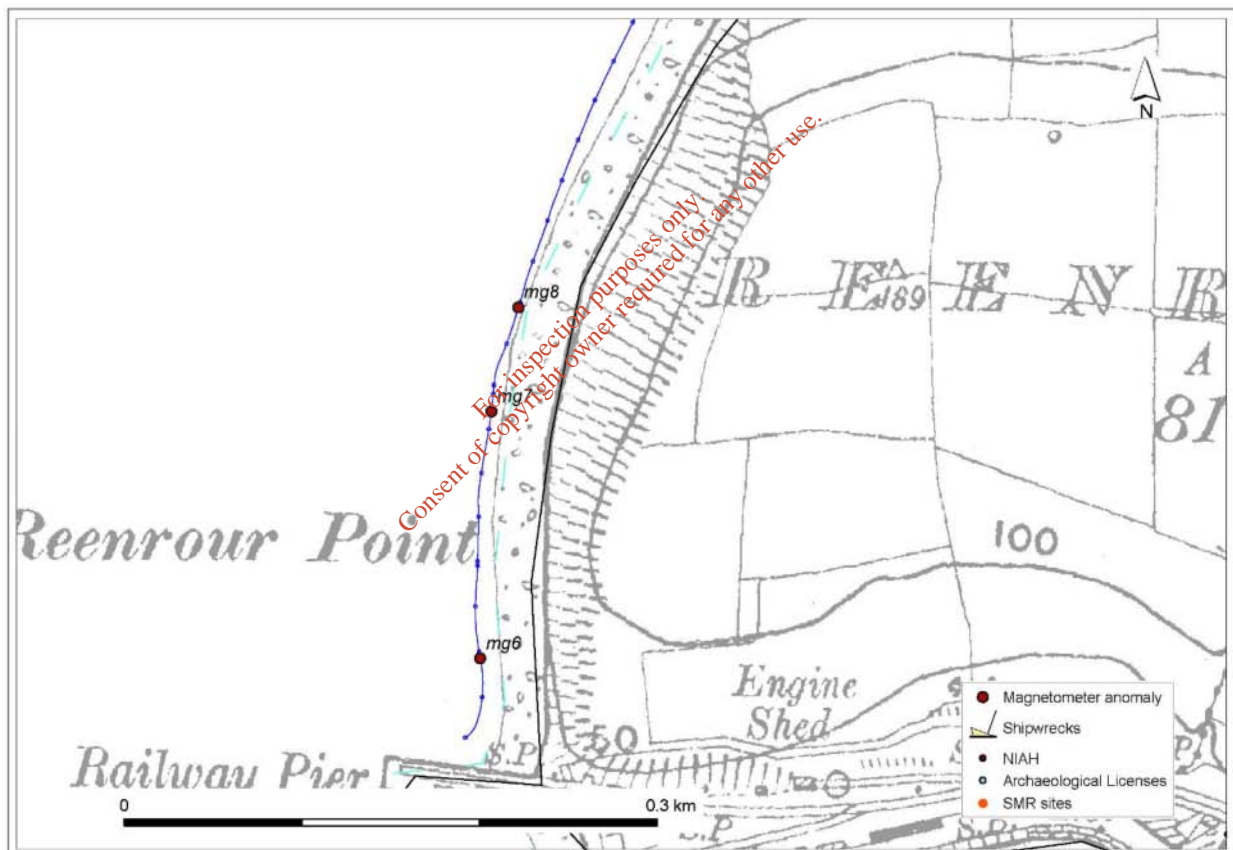 N
For inspection purposes only.
Consent of copyright owner required for any other use.
mg8
R E E N R
189
A
81
mg7
Reenrour Point
100
mg6
Engine
Shed
50
S.P
Railway Pier
0
0.3 km
S.P
S.P
Magnetometer anomaly
Shipwrecks
NIAH
Archaeological Licenses
SMR sites